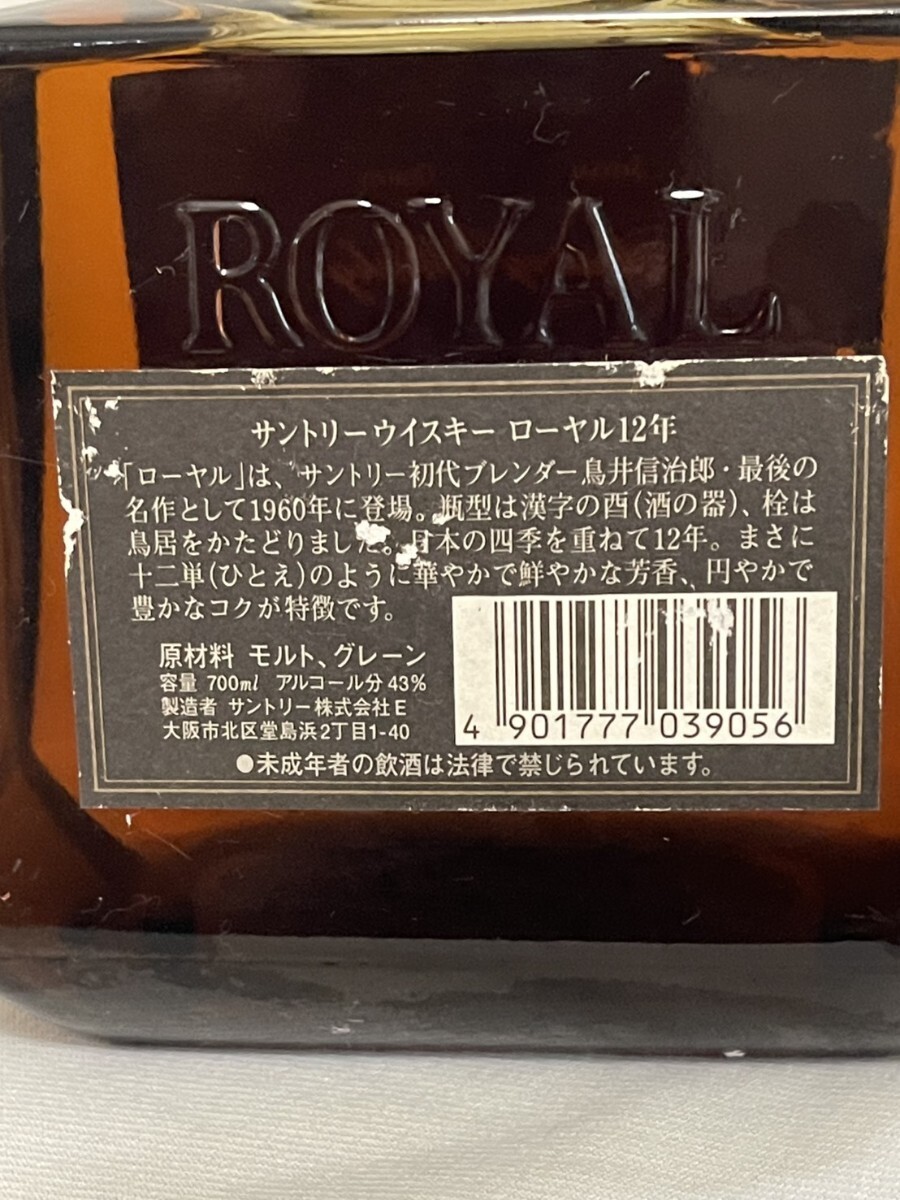 ROYAL
サントリーウイスキー ローヤル12年
「ローヤル」は、サントリー初代ブレンダー鳥井信治郎・最後の
名作として1960年に登場。瓶型は漢字の酉(酒の器)、栓は
鳥居をかたどりました。日本の四季を重ねて12年。まさに
十二単(ひとえ)のように華やかで鮮やかな芳香、円やかで
豊かなコクが特徴です。
原材料 モルト、グレーン
容量 700ml アルコール分43%
製造者 サントリー株式会社E
大阪市北区堂島浜2丁目1-40
4 901777 039056
●未成年者の飲酒は法律で禁じられています。